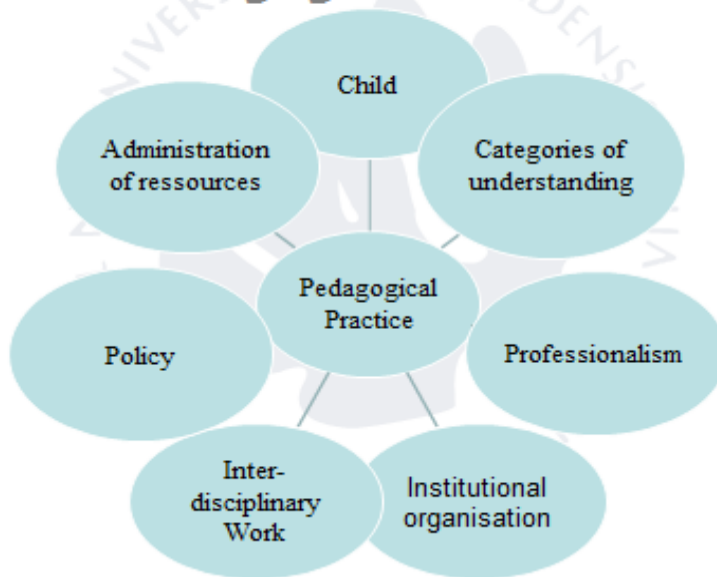 Child
Administration
of ressources
Categories of
understanding
Pedagogical
Practice
Policy
Professionalism
Inter-
disciplinary
Work
Institutional
organisation